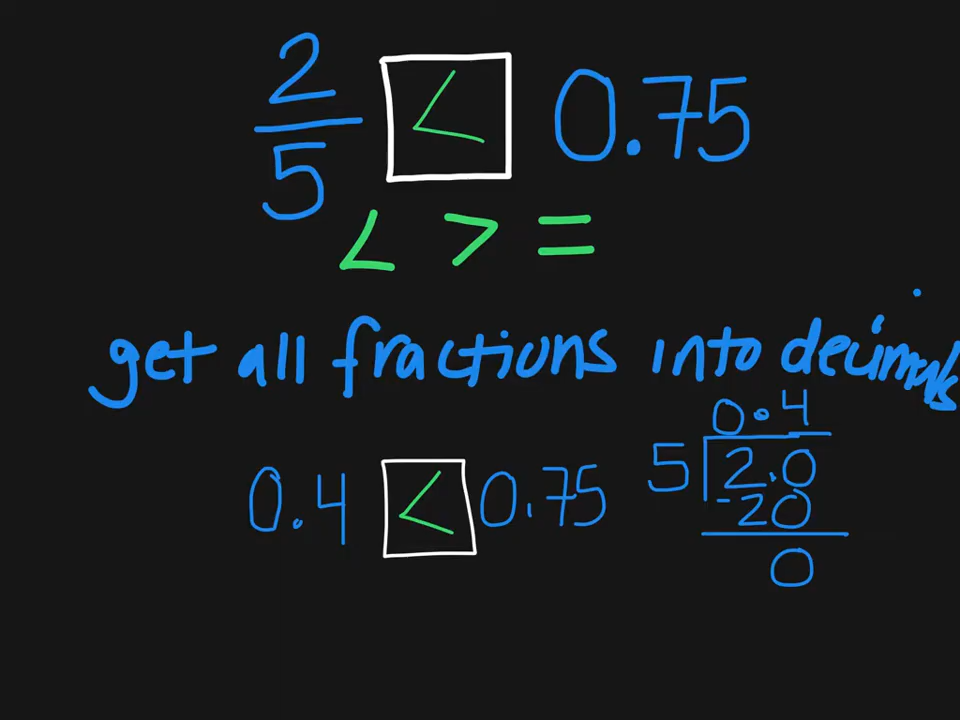 2/5 < 0.75
< > =
get all fractions into decimals
0.4 < 0.75
0.4
5 2.0
-20
0